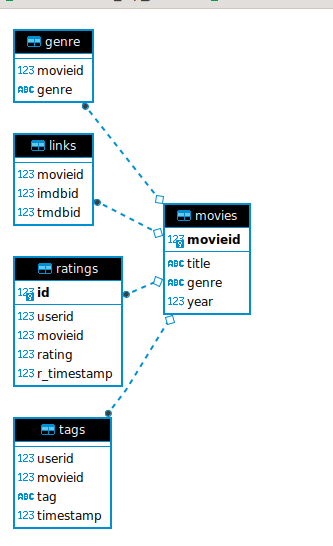 genre
123 movieid
ABC genre
links
123 movieid
123 imdbid
123 tmdbid
movies
123 movieid
ABC title
ABC genre
123 year
ratings
123 id
123 userid
123 movieid
123 rating
123 r_timestamp
tags
123 userid
123 movieid
ABC tag
123 timestamp